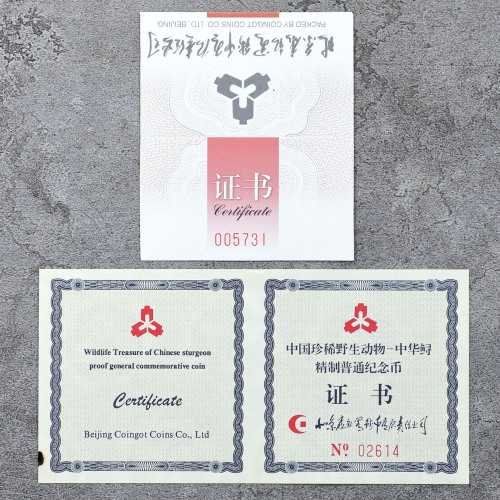 PACKED BY COINGOT COINS CO., LTD. BEIJING
证书
Certificate
005731
Wildlife Treasure of Chinese sturgeon
proof general commemorative coin
Certificate
Beijing Coingot Coins Co., Ltd
中国珍稀野生动物-中华鲟
精制普通纪念币
证书
No. 02614